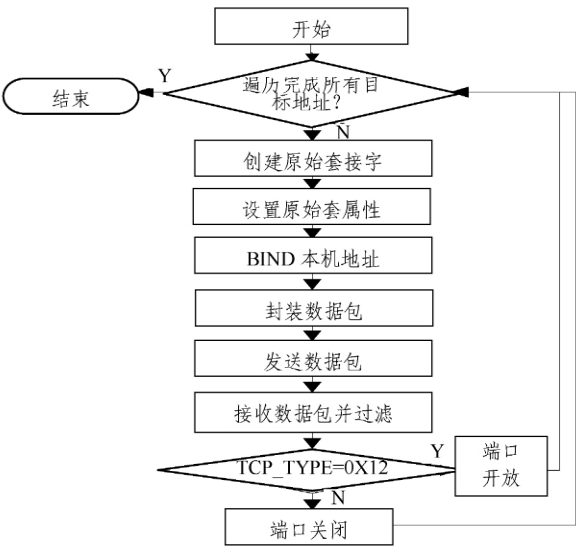 开始
Y
遍历完成所有目
标地址?
结束
N
创建原始套接字
设置原始套属性
BIND 本机地址
封装数据包
发送数据包
接收数据包并过滤
TCP_TYPE=0X12
Y
端口
开放
N
端口关闭